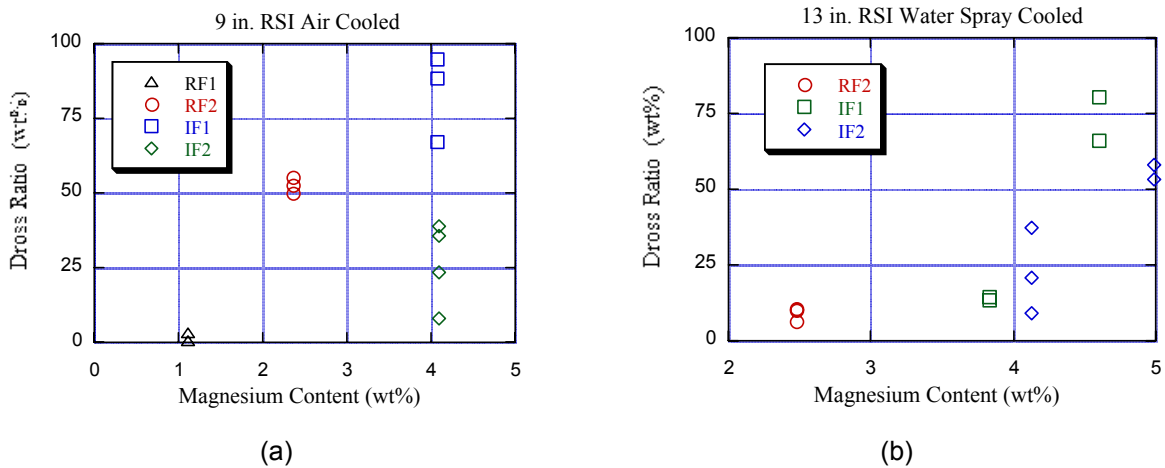 9 in. RSI Air Cooled
100
75
50
25
0
Dross Ratio (wt%)
RF1
RF2
IF1
IF2
0 1 2 3 4 5
Magnesium Content (wt%)
(a)
13 in. RSI Water Spray Cooled
100
75
50
25
0
Dross Ratio (wt%)
RF2
IF1
IF2
2 3 4 5
Magnesium Content (wt%)
(b)